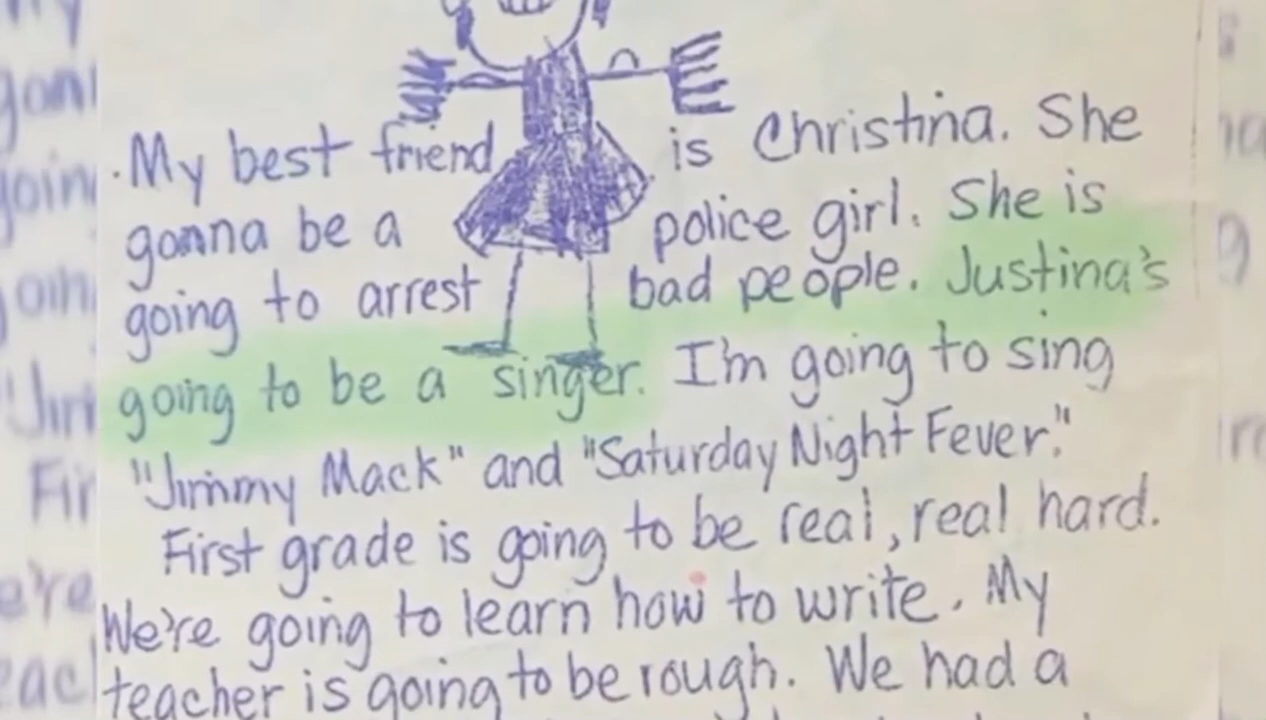 My best friend is Christina. She
gonna be a police girl. She is
going to arrest bad people. Justina's
going to be a singer. I'm going to sing
"Jimmy Mack" and "Saturday Night Fever."
First grade is going to be real, real hard.
We're going to learn how to write. My
teacher is going to be rough. We had a